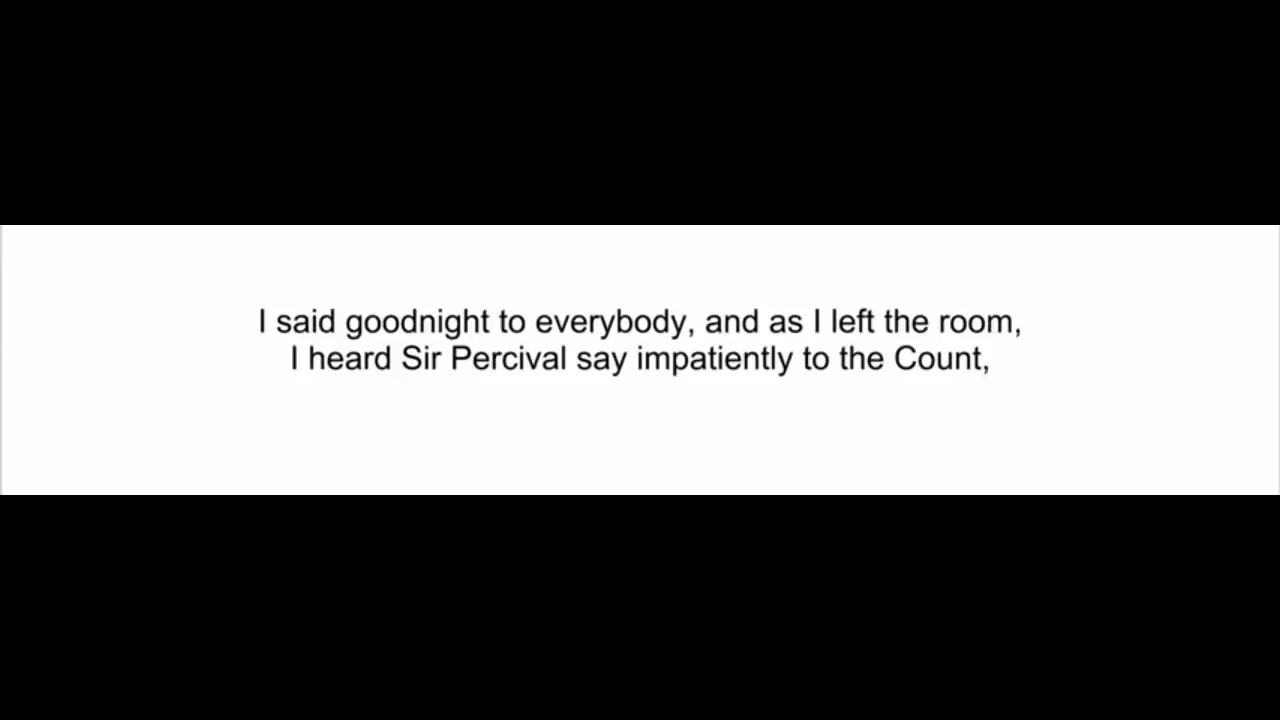 I said goodnight to everybody, and as I left the room,
I heard Sir Percival say impatiently to the Count,